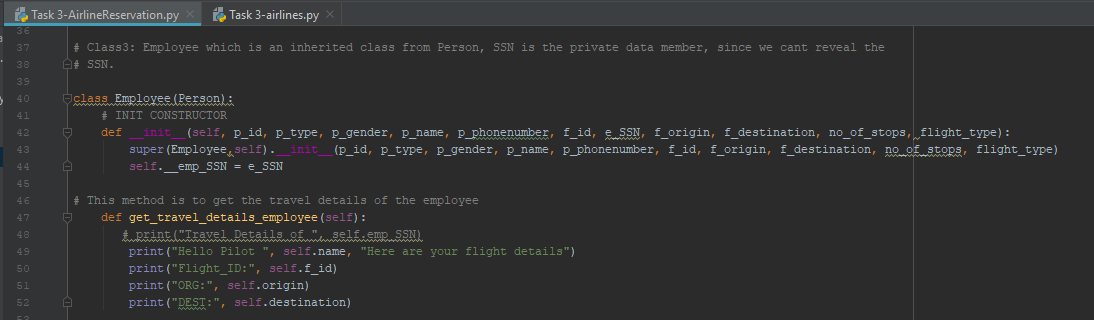 Task 3-AirlineReservation.py × Task 3-airlines.py ×
36
37 # Class3: Employee which is an inherited class from Person, SSN is the private data member, since we cant reveal the
38 # SSN.
39
40 class Employee(Person):
41 # INIT CONSTRUCTOR
42 def __init__(self, p_id, p_type, p_gender, p_name, p_phonenumber, f_id, e_SSN, f_origin, f_destination, no_of_stops, flight_type):
43 super(Employee,self).__init__(p_id, p_type, p_gender, p_name, p_phonenumber, f_id, f_origin, f_destination, no_of_stops, flight_type)
44 self.__emp_SSN = e_SSN
45
46 # This method is to get the travel details of the employee
47 def get_travel_details_employee(self):
48 # print("Travel Details of ", self.emp_SSN)
49 print("Hello Pilot ", self.name, "Here are your flight details")
50 print("Flight_ID:", self.f_id)
51 print("ORG:", self.origin)
52 print("DEST:", self.destination)
53